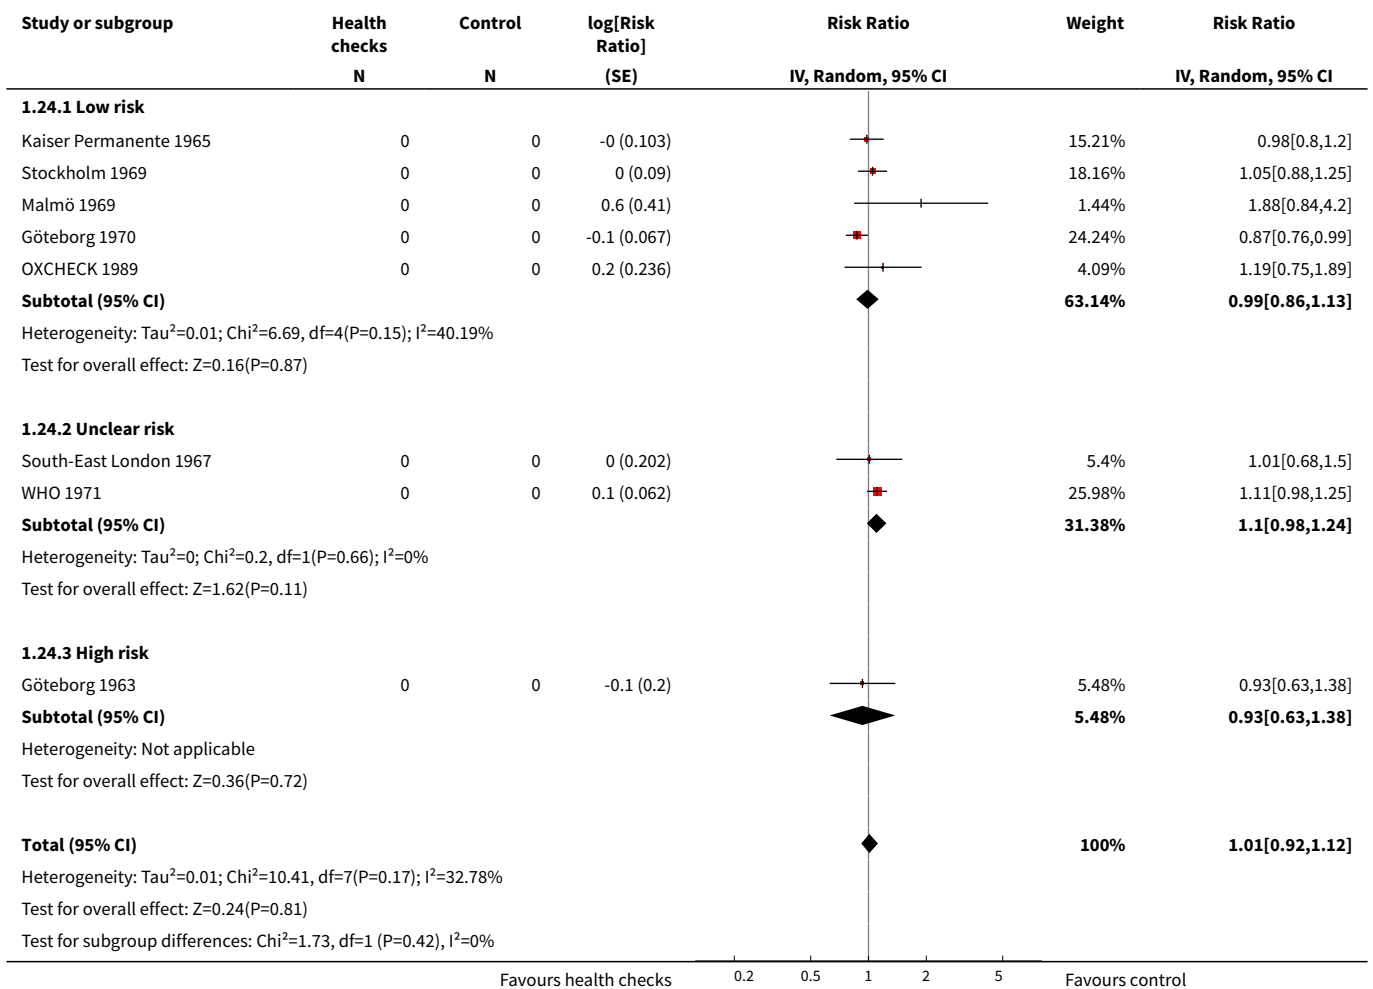 Study or subgroup Health checks Control log[Risk Ratio] Risk Ratio Weight Risk Ratio
N N (SE) IV, Random, 95% CI IV, Random, 95% CI
1.24.1 Low risk
Kaiser Permanente 1965 0 0 -0 (0.103) 15.21% 0.98[0.8,1.2]
Stockholm 1969 0 0 0 (0.09) 18.16% 1.05[0.88,1.25]
Malmö 1969 0 0 0.6 (0.41) 1.44% 1.88[0.84,4.2]
Göteborg 1970 0 0 -0.1 (0.067) 24.24% 0.87[0.76,0.99]
OXCHECK 1989 0 0 0.2 (0.236) 4.09% 1.19[0.75,1.89]
Subtotal (95% CI) 63.14% 0.99[0.86,1.13]
Heterogeneity: Tau²=0.01; Chi²=6.69, df=4(P=0.15); I²=40.19%
Test for overall effect: Z=0.16(P=0.87)
1.24.2 Unclear risk
South-East London 1967 0 0 0 (0.202) 5.4% 1.01[0.68,1.5]
WHO 1971 0 0 0.1 (0.062) 25.98% 1.11[0.98,1.25]
Subtotal (95% CI) 31.38% 1.1[0.98,1.24]
Heterogeneity: Tau²=0; Chi²=0.2, df=1(P=0.66); I²=0%
Test for overall effect: Z=1.62(P=0.11)
1.24.3 High risk
Göteborg 1963 0 0 -0.1 (0.2) 5.48% 0.93[0.63,1.38]
Subtotal (95% CI) 5.48% 0.93[0.63,1.38]
Heterogeneity: Not applicable
Test for overall effect: Z=0.36(P=0.72)
Total (95% CI) 100% 1.01[0.92,1.12]
Heterogeneity: Tau²=0.01; Chi²=10.41, df=7(P=0.17); I²=32.78%
Test for overall effect: Z=0.24(P=0.81)
Test for subgroup differences: Chi²=1.73, df=1 (P=0.42), I²=0%
Favours health checks 0.2 0.5 1 2 5 Favours control